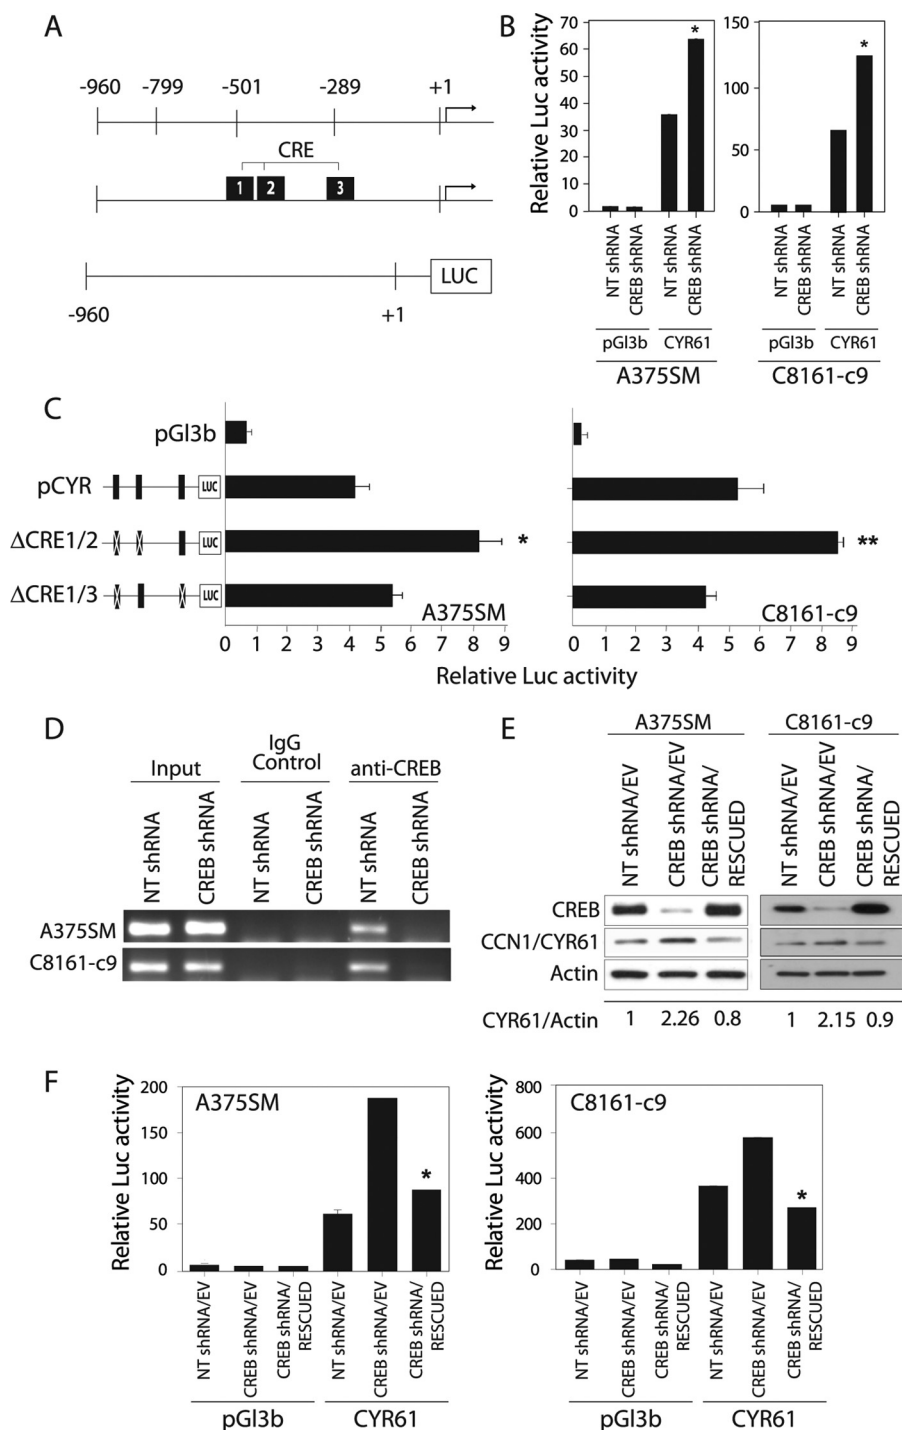 A
-960 -799 -501 -289 +1
CRE
1 2 3
LUC
-960 +1
B
Relative Luc activity
70
60
50
40
30
20
10
0
150
100
50
0
NT shRNA
CREB shRNA
NT shRNA
CREB shRNA
NT shRNA
CREB shRNA
NT shRNA
CREB shRNA
*
*
pGl3b CYR61 pGl3b CYR61
A375SM C8161-c9
C
pGl3b
pCYR LUC
ΔCRE1/2 LUC * **
ΔCRE1/3 LUC
A375SM C8161-c9
0 1 2 3 4 5 6 7 8 9 0 1 2 3 4 5 6 7 8 9
Relative Luc activity
D
Input IgG Control anti-CREB
NT shRNA
CREB shRNA
NT shRNA
CREB shRNA
NT shRNA
CREB shRNA
A375SM
C8161-c9
E
A375SM C8161-c9
NT shRNA/EV
CREB shRNA/EV
CREB shRNA/
RESCUED
NT shRNA/EV
CREB shRNA/EV
CREB shRNA/
RESCUED
CREB
CCN1/CYR61
Actin
CYR61/Actin 1 2.26 0.8 1 2.15 0.9
F
Relative Luc activity
200
150
100
50
0
A375SM
*
NT shRNA/EV
CREB shRNA/EV
CREB shRNA/
RESCUED
NT shRNA/EV
CREB shRNA/EV
CREB shRNA/
RESCUED
pGl3b CYR61
Relative Luc activity
800
600
400
200
0
C8161-c9
*
NT shRNA/EV
CREB shRNA/EV
CREB shRNA/
RESCUED
NT shRNA/EV
CREB shRNA/EV
CREB shRNA/
RESCUED
pGl3b CYR61